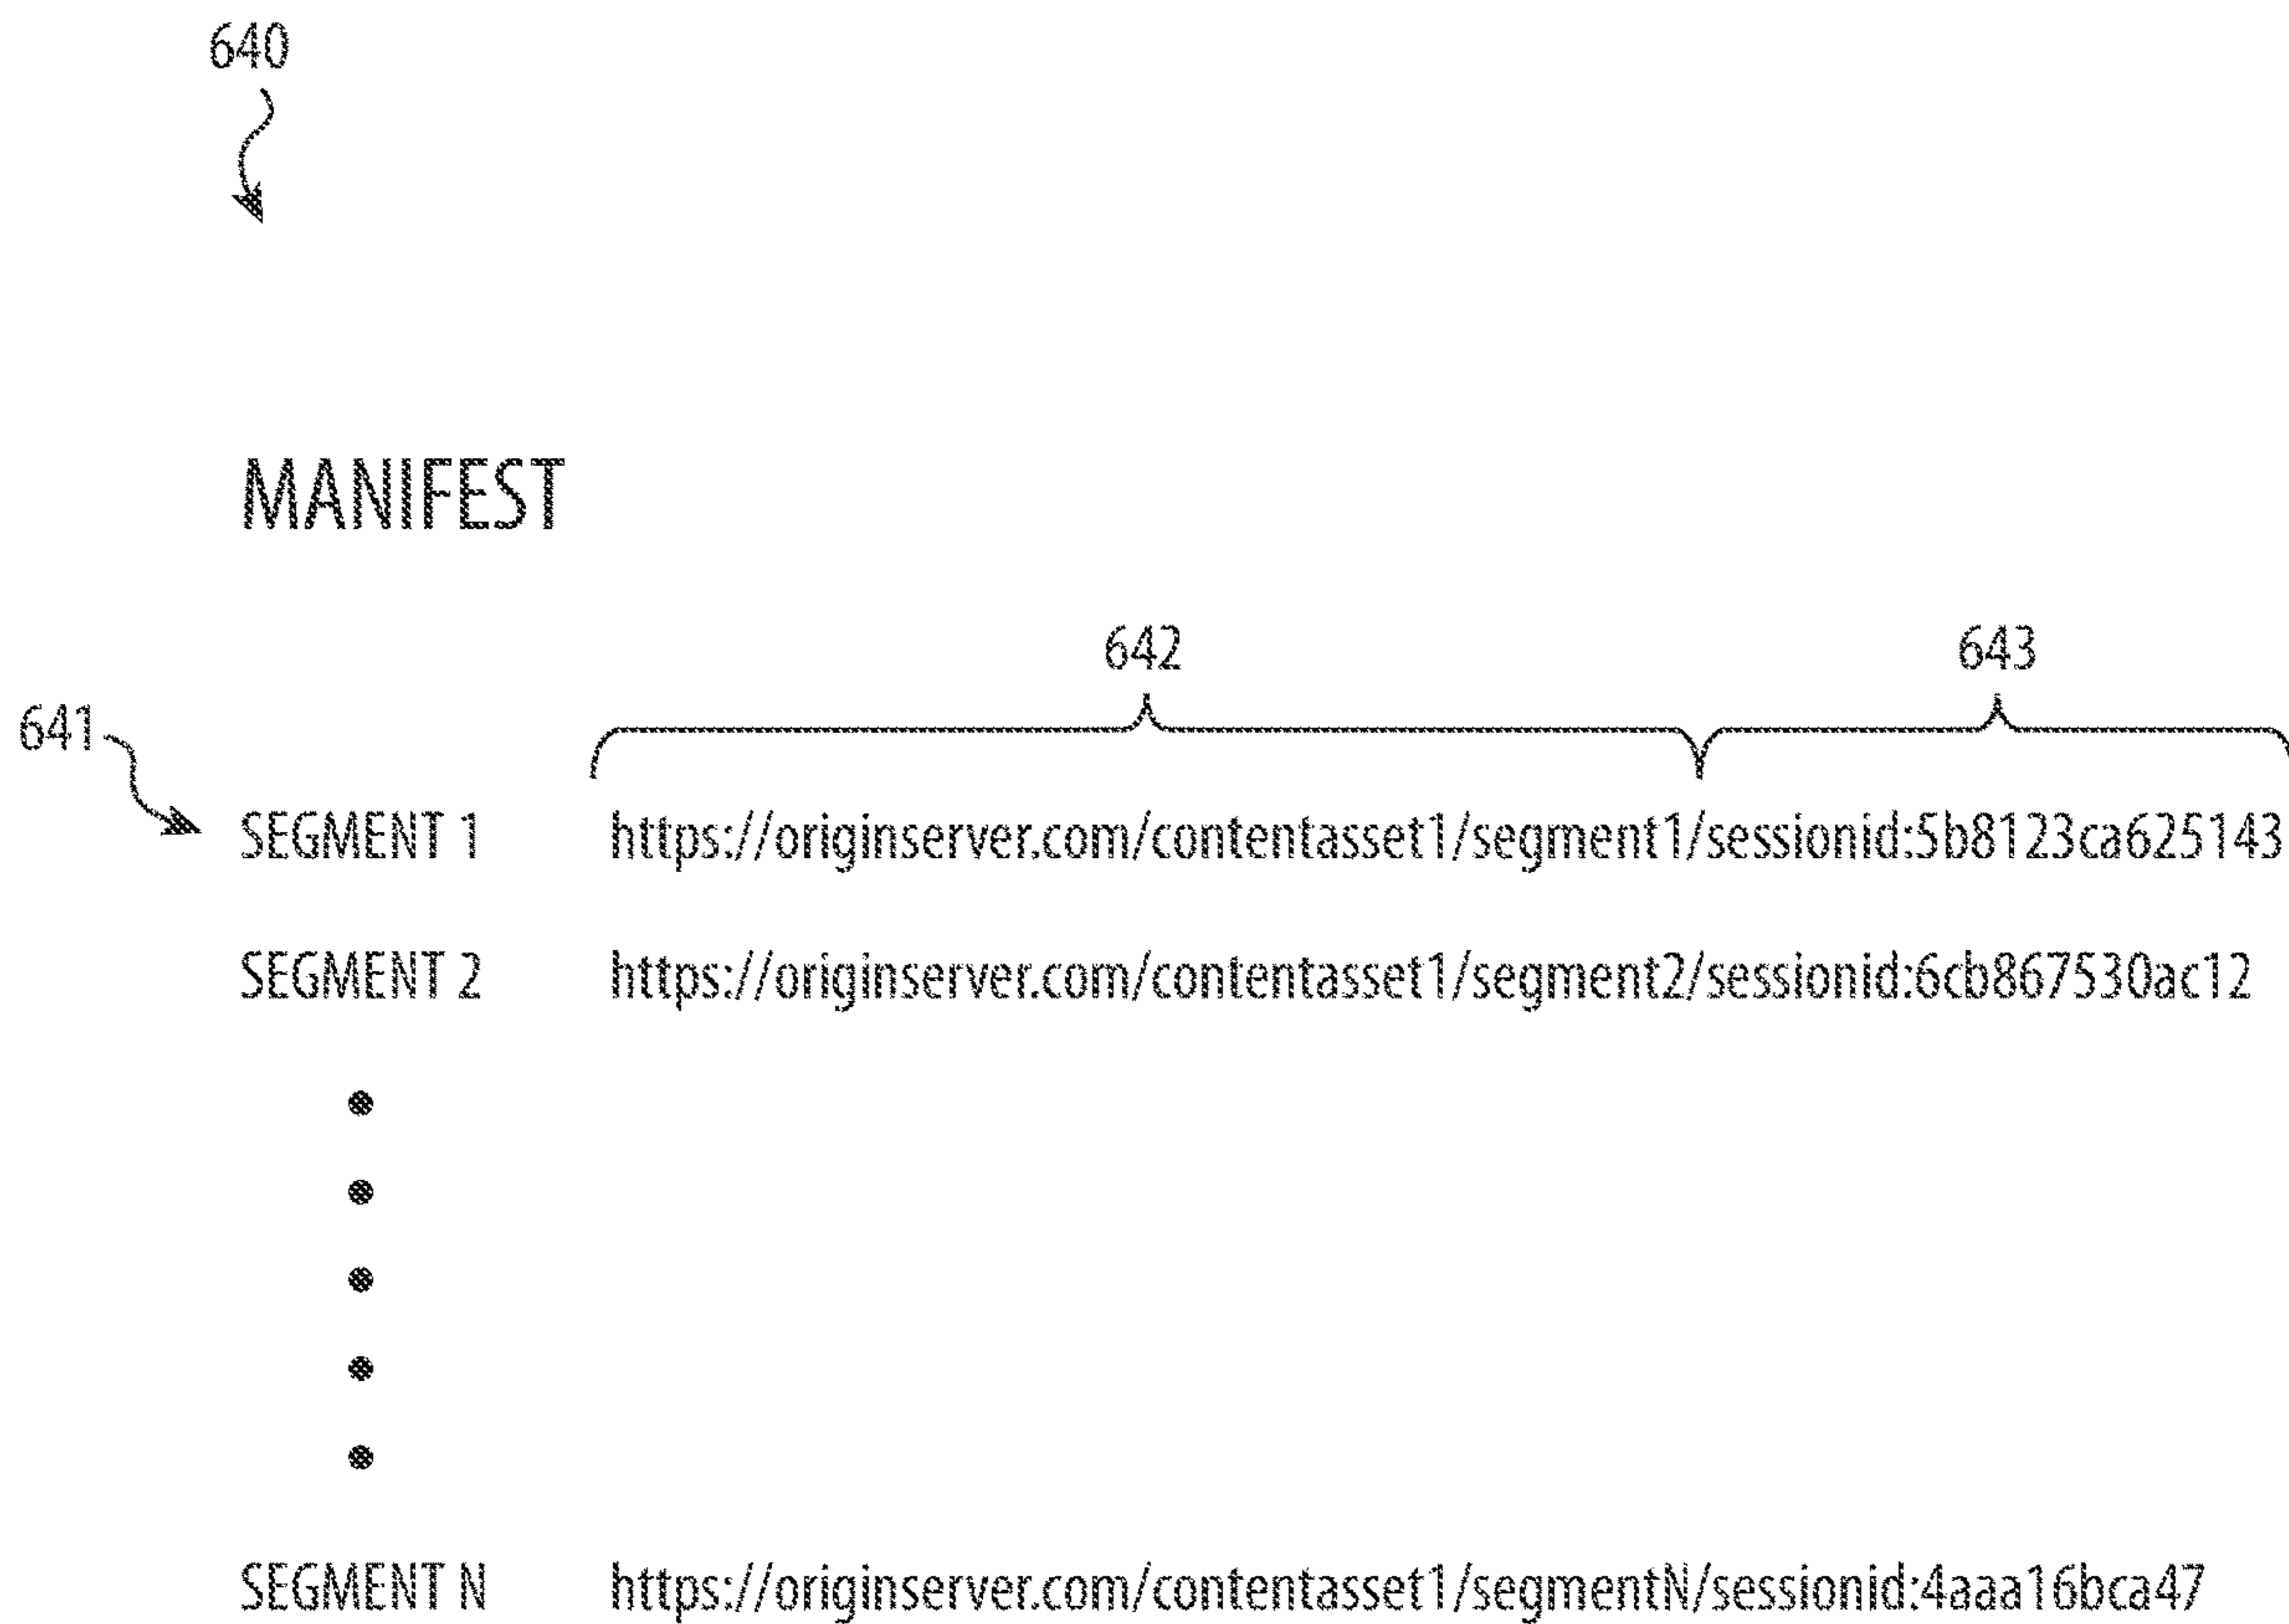 640
MANIFEST
642 643
641
SEGMENT 1 https://originserver.com/contentasset1/segment1/sessionid:5b8123ca625143
SEGMENT 2 https://originserver.com/contentasset1/segment2/sessionid:6cb867530ac12
SEGMENT N https://originserver.com/contentasset1/segmentN/sessionid:4aaa16bca47